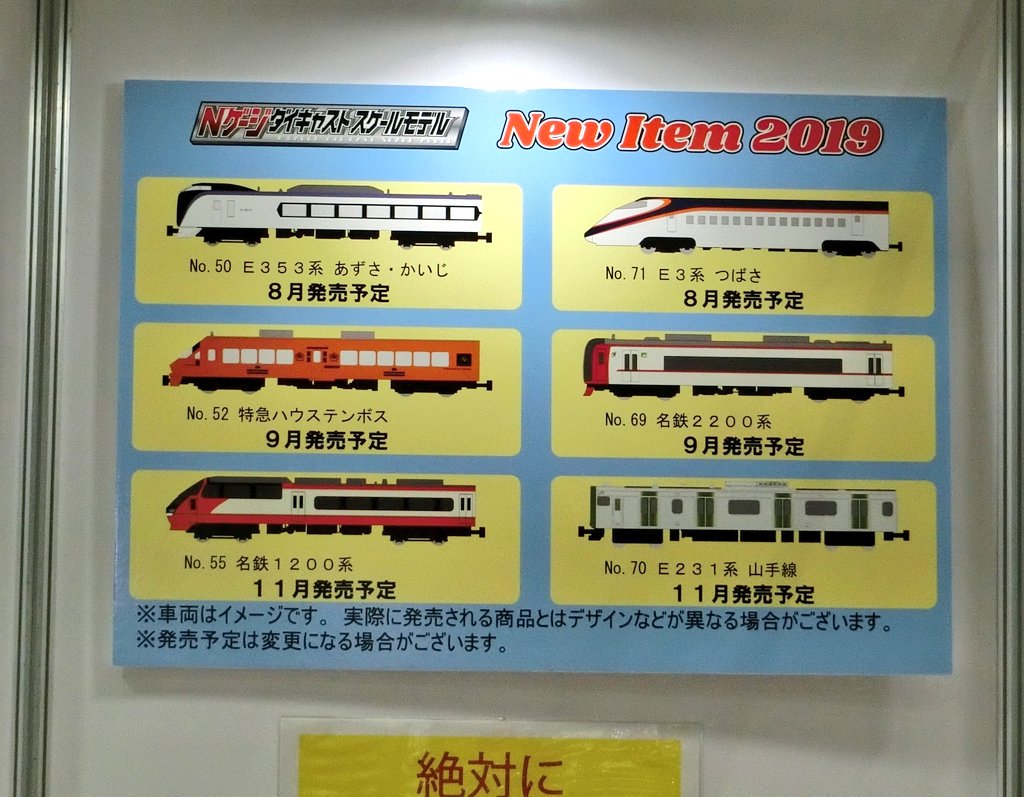 Nゲージダイキャストスケールモデル
New Item 2019
No.50 E353系 あずさ・かいじ
8月発売予定
No.71 E3系 つばさ
8月発売予定
No.52 特急ハウステンボス
9月発売予定
No.69 名鉄2200系
9月発売予定
No.55 名鉄1200系
11月発売予定
No.70 E231系 山手線
11月発売予定
※車両はイメージです。 実際に発売される商品とはデザインなどが異なる場合がございます。
※発売予定は変更になる場合がございます。
絶対に